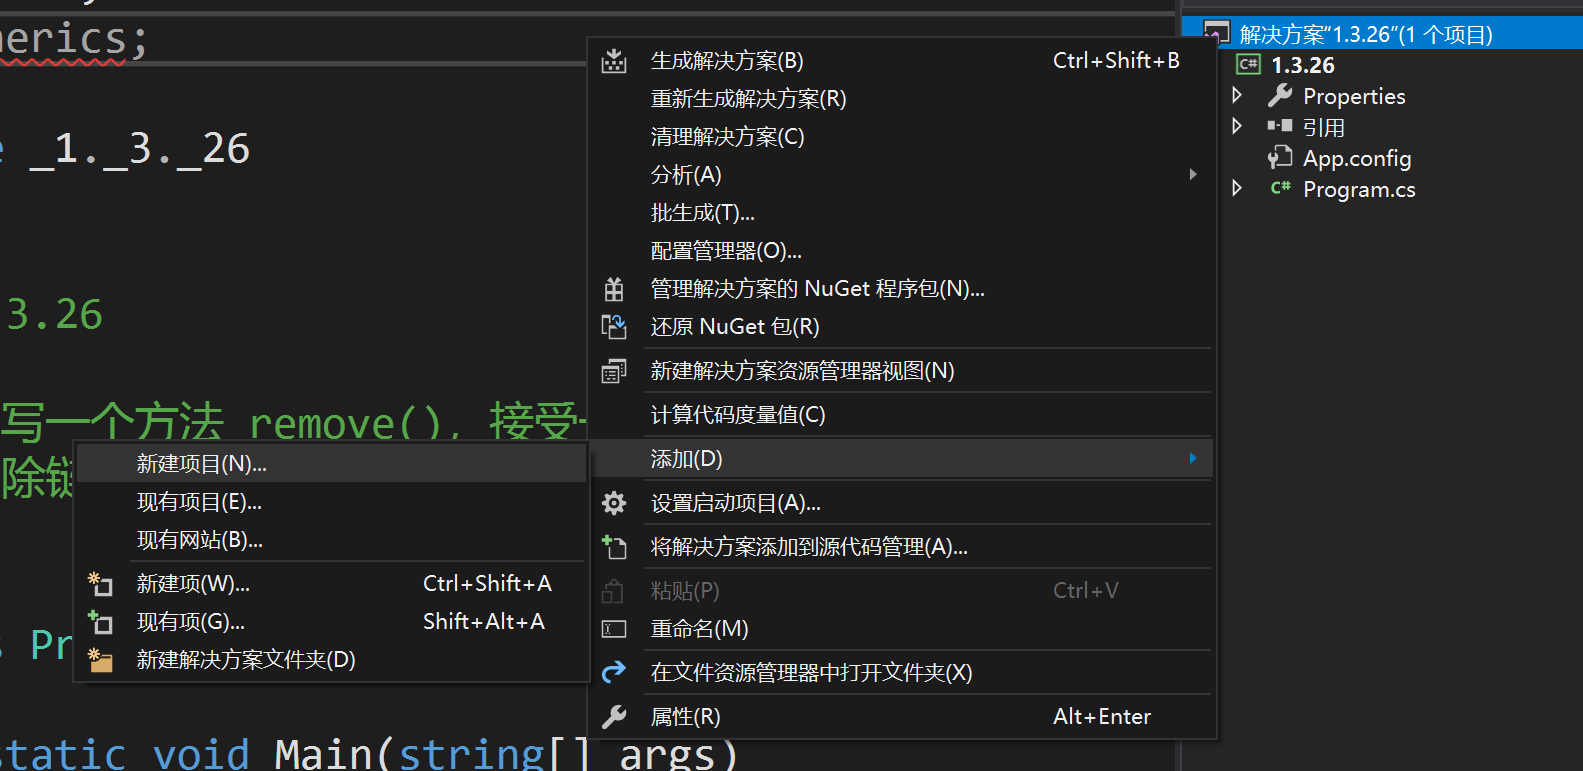 erics;
_1._3._26
3.26
写一个方法 remove(), 接受
除
Pr
static void Main(string[] args)
生成解决方案(B) Ctrl+Shift+B
重新生成解决方案(R)
清理解决方案(C)
分析(A)
批生成(T)...
配置管理器(O)...
管理解决方案的 NuGet 程序包(N)...
还原 NuGet 包(R)
新建解决方案资源管理器视图(N)
计算代码度量值(C)
添加(D)
设置启动项目(A)...
将解决方案添加到源代码管理(A)...
粘贴(P) Ctrl+V
重命名(M)
在文件资源管理器中打开文件夹(X)
属性(R) Alt+Enter
新建项目(N)...
现有项目(E)...
现有网站(B)...
新建项(W)... Ctrl+Shift+A
现有项(G)... Shift+Alt+A
新建解决方案文件夹(D)
解决方案"1.3.26"(1 个项目)
C# 1.3.26
Properties
引用
App.config
C# Program.cs